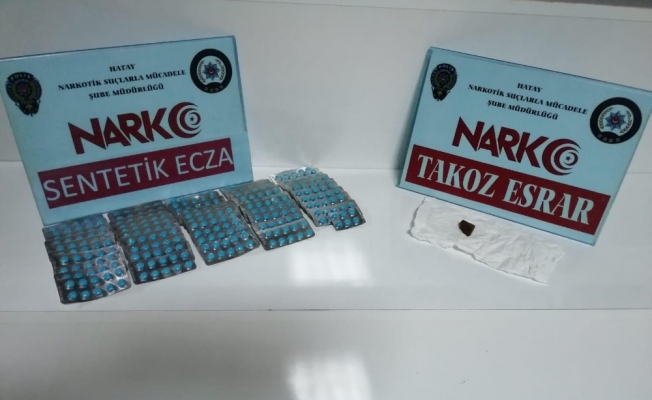 HATAY
NARKOTİK SUÇLARLA MÜCADELE
ŞUBE MÜDÜRLÜĞÜ
NARKO
SENTETİK ECZA
HATAY
NARKOTİK SUÇLARLA MÜCADELE
ŞUBE MÜDÜRLÜĞÜ
NARKO
TAKOZ ESRAR